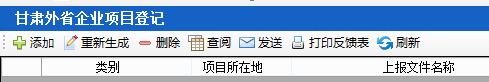 甘肃外省企业项目登记
添加 重新生成 删除 查阅 发送 打印反馈表 刷新
类别 项目所在地 上报文件名称